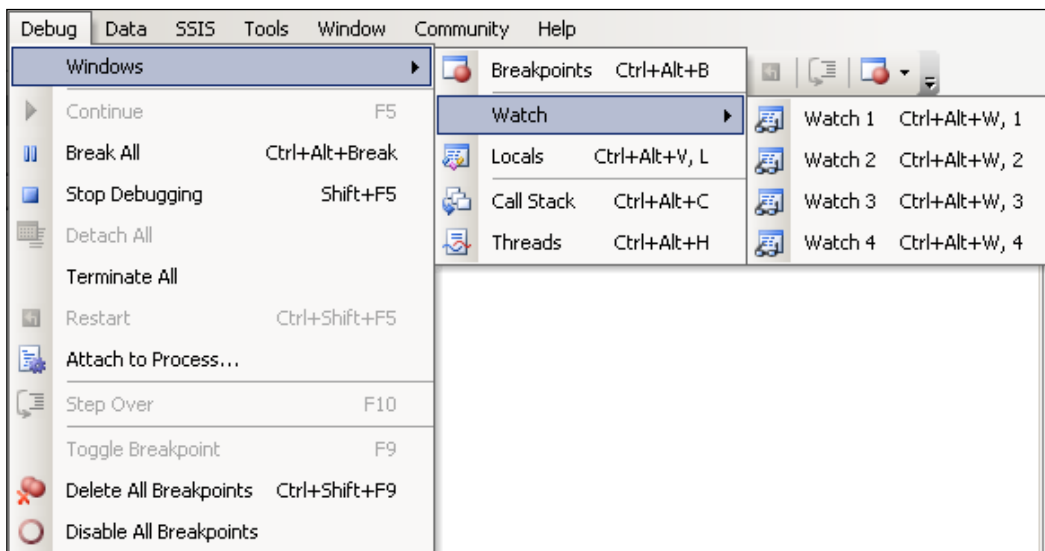 Debug Data SSIS Tools Window Community Help
Windows
Continue F5
Break All Ctrl+Alt+Break
Stop Debugging Shift+F5
Detach All
Terminate All
Restart Ctrl+Shift+F5
Attach to Process...
Step Over F10
Toggle Breakpoint F9
Delete All Breakpoints Ctrl+Shift+F9
Disable All Breakpoints
Breakpoints Ctrl+Alt+B
Watch
Locals Ctrl+Alt+V, L
Call Stack Ctrl+Alt+C
Threads Ctrl+Alt+H
Watch 1 Ctrl+Alt+W, 1
Watch 2 Ctrl+Alt+W, 2
Watch 3 Ctrl+Alt+W, 3
Watch 4 Ctrl+Alt+W, 4